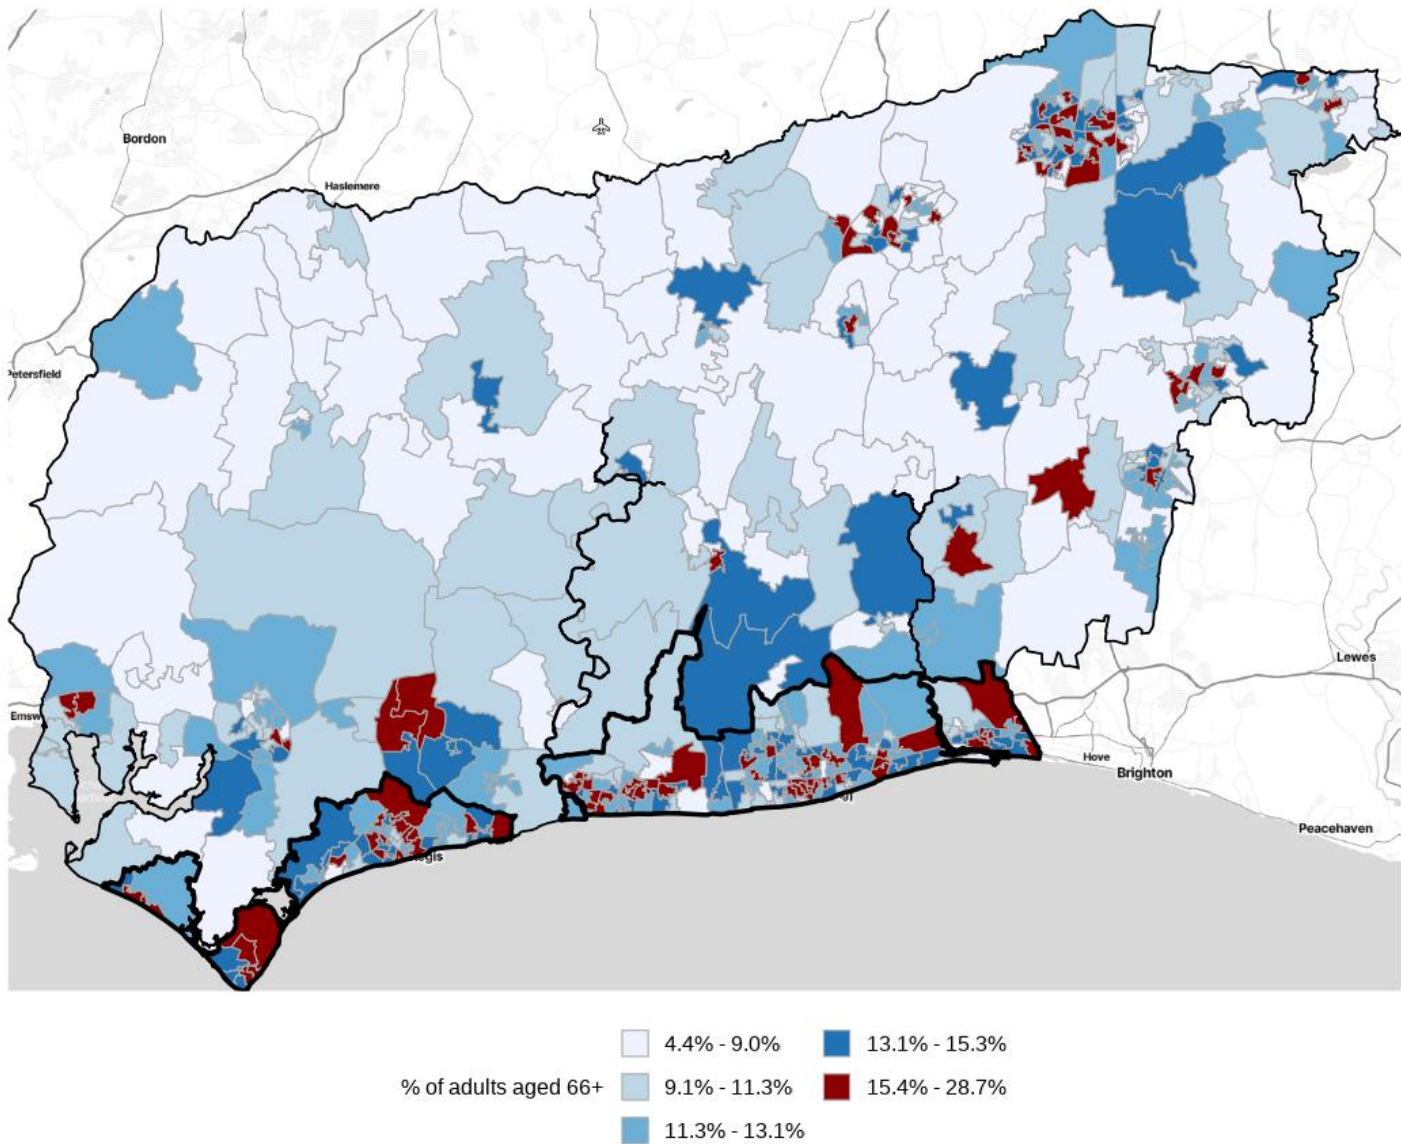 Bordon
Haslemere
Petersfield
Emsw
Lewes
Hove
Brighton
Peacehaven
4.4% - 9.0%
13.1% - 15.3%
% of adults aged 66+
9.1% - 11.3%
15.4% - 28.7%
11.3% - 13.1%